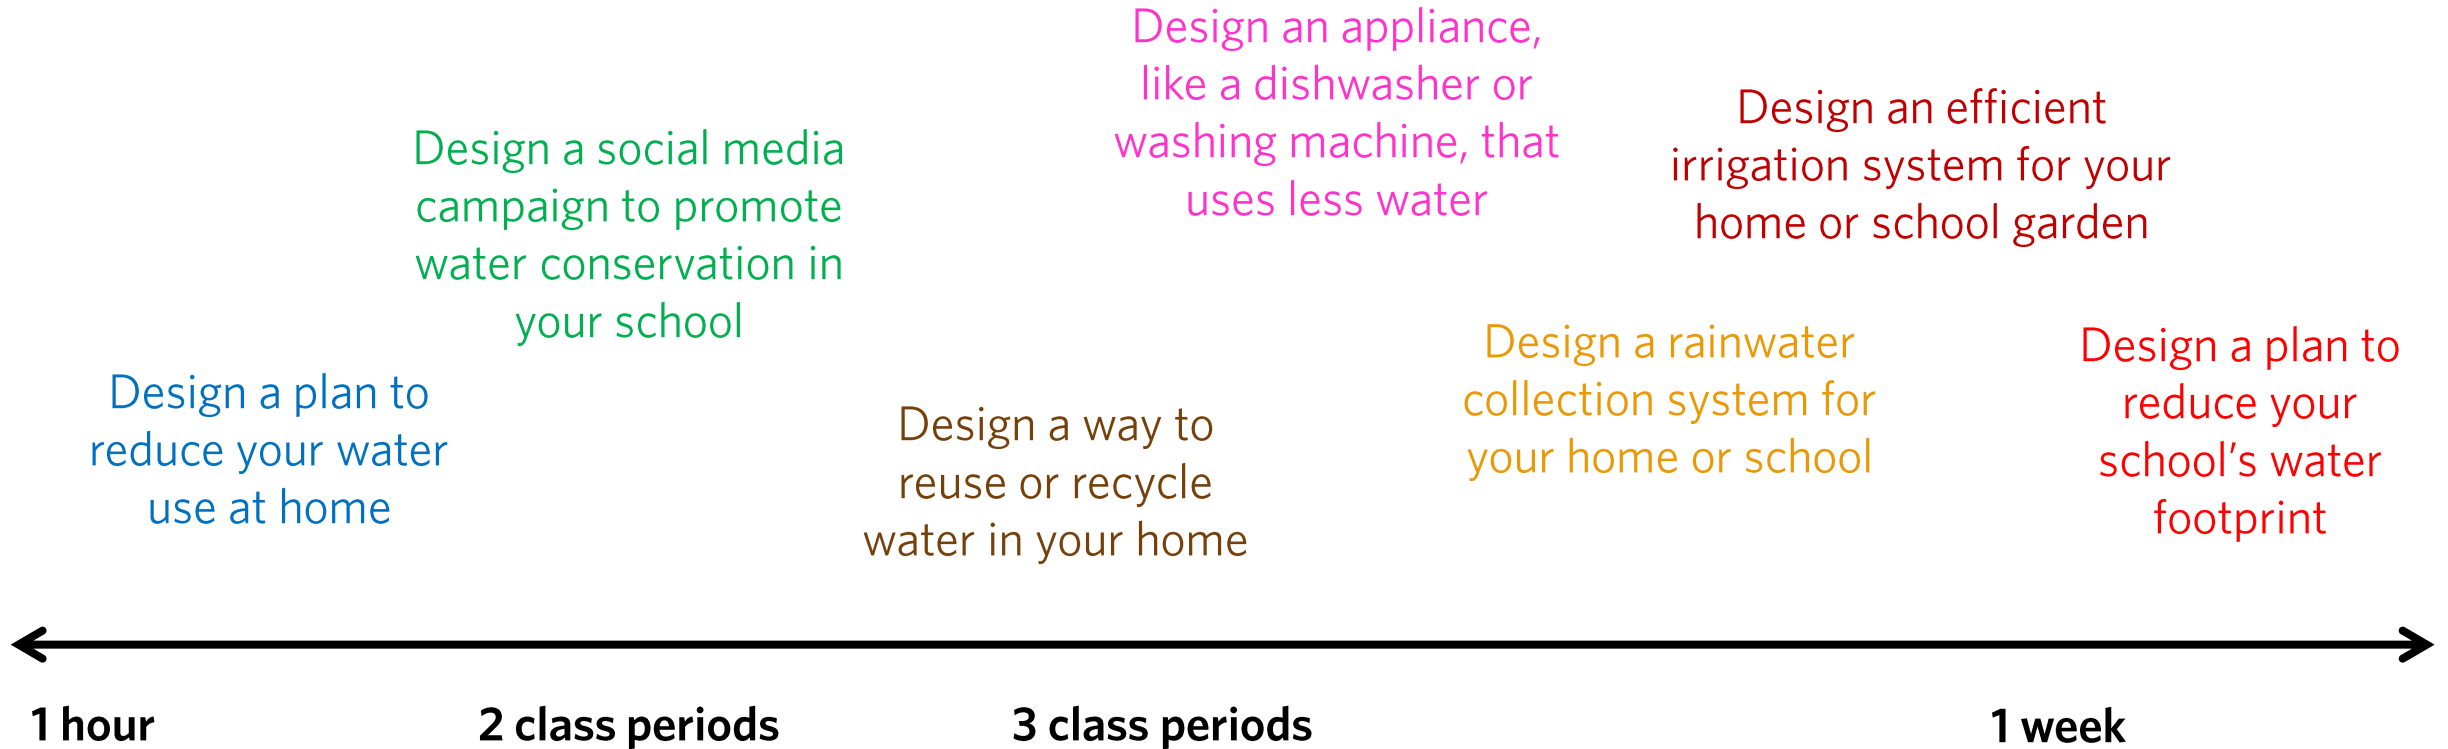 Design a plan to
reduce your water
use at home
Design a social media
campaign to promote
water conservation in
your school
Design a way to
reuse or recycle
water in your home
Design an appliance,
like a dishwasher or
washing machine, that
uses less water
Design a rainwater
collection system for
your home or school
Design an efficient
irrigation system for your
home or school garden
Design a plan to
reduce your
school’s water
footprint
1 hour
2 class periods
3 class periods
1 week